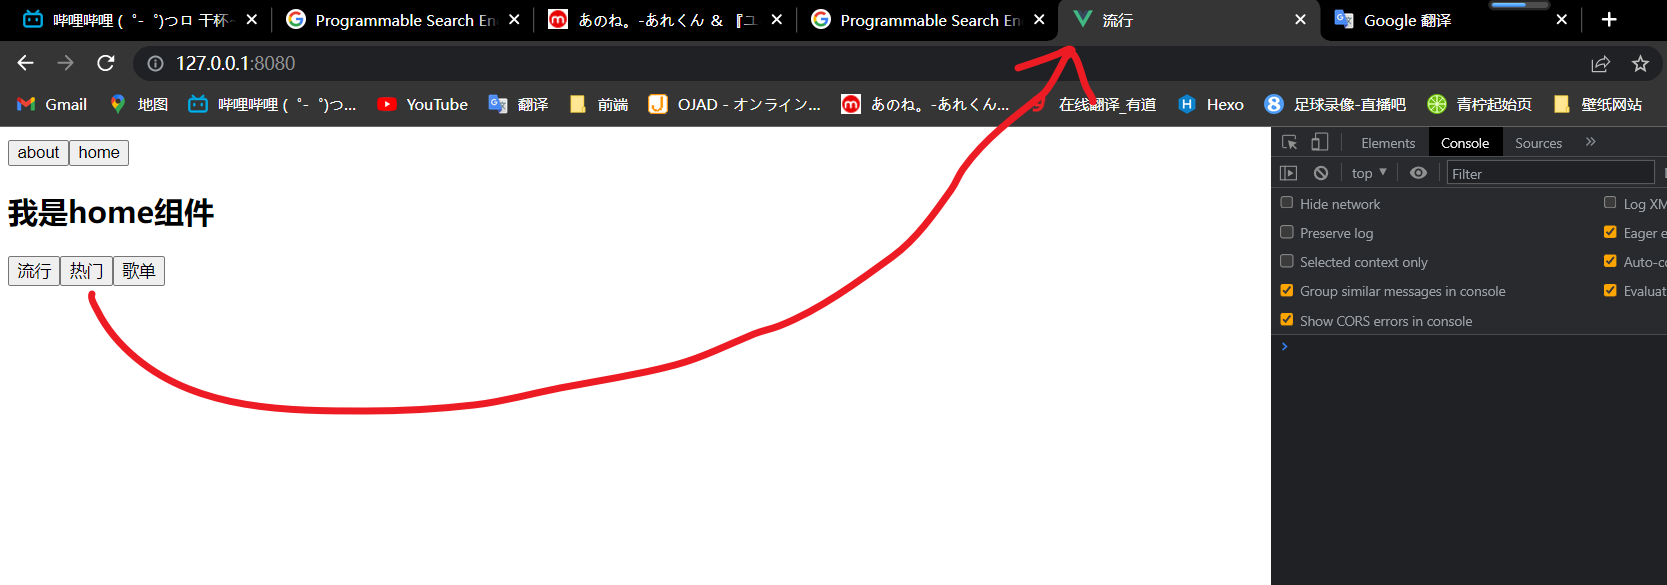 哔哩哔哩 ( ゜- ゜)つロ 干杯~
Programmable Search En
あのね。-あれくん ＆ 『ユ
Programmable Search En
流行
Google 翻译
127.0.0.1:8080
Gmail
地图
哔哩哔哩 ( ゜- ゜)つ...
YouTube
翻译
前端
OJAD - オンライン...
あのね。-あれくん...
在线翻译_有道
Hexo
足球录像-直播吧
青柠起始页
壁纸网站
about
home
我是home组件
流行
热门
歌单
Elements
Console
Sources
»
top
Filter
Hide network
Log XM
Preserve log
Eager e
Selected context only
Auto-co
Group similar messages in console
Evaluat
Show CORS errors in console